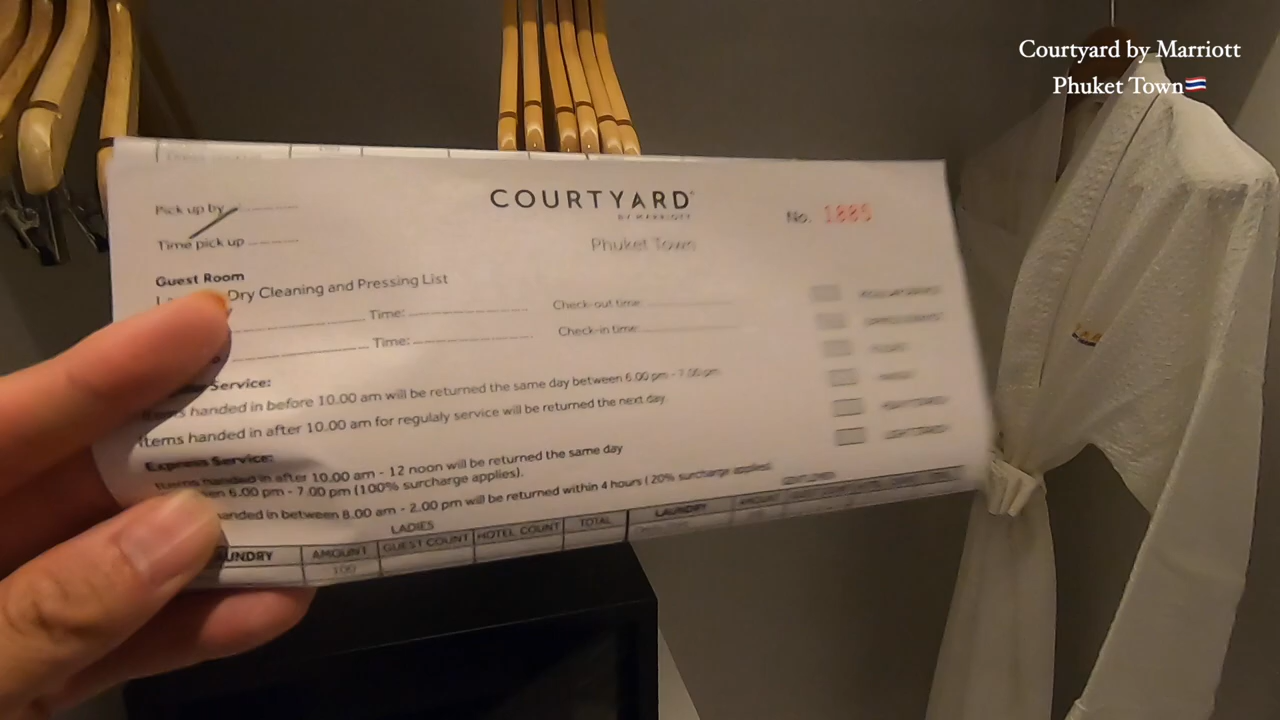 Courtyard by Marriott
Phuket Town
COURTYARD
BY MARRIOTT
Phuket Town
No. 1885
Pick up by
Time pick up
Guest Room
Dry Cleaning and Pressing List
Time:
Check-out time:
Time:
Check-in time:
Service:
Items handed in before 10.00 am will be returned the same day between 6.00 pm - 7.00 pm
Items handed in after 10.00 am for regulaly service will be returned the next day
Express Service:
Items handed in after 10.00 am - 12 noon will be returned the same day
6.00 pm - 7.00 pm (100% surcharge applies).
handed in between 8.00 am - 2.00 pm will be returned within 4 hours (20% surcharge applies)
LADIES
GENTLEMEN
LAUNDRY AMOUNT GUEST COUNT HOTEL COUNT TOTAL LAUNDRY AMOUNT
100